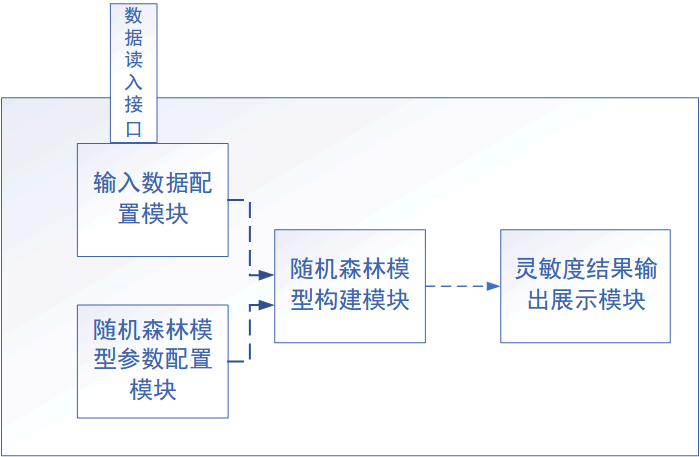 数
据
读
入
接
口
输入数据配
置模块
随机森林模
型参数配置
模块
随机森林模
型构建模块
灵敏度结果输
出展示模块